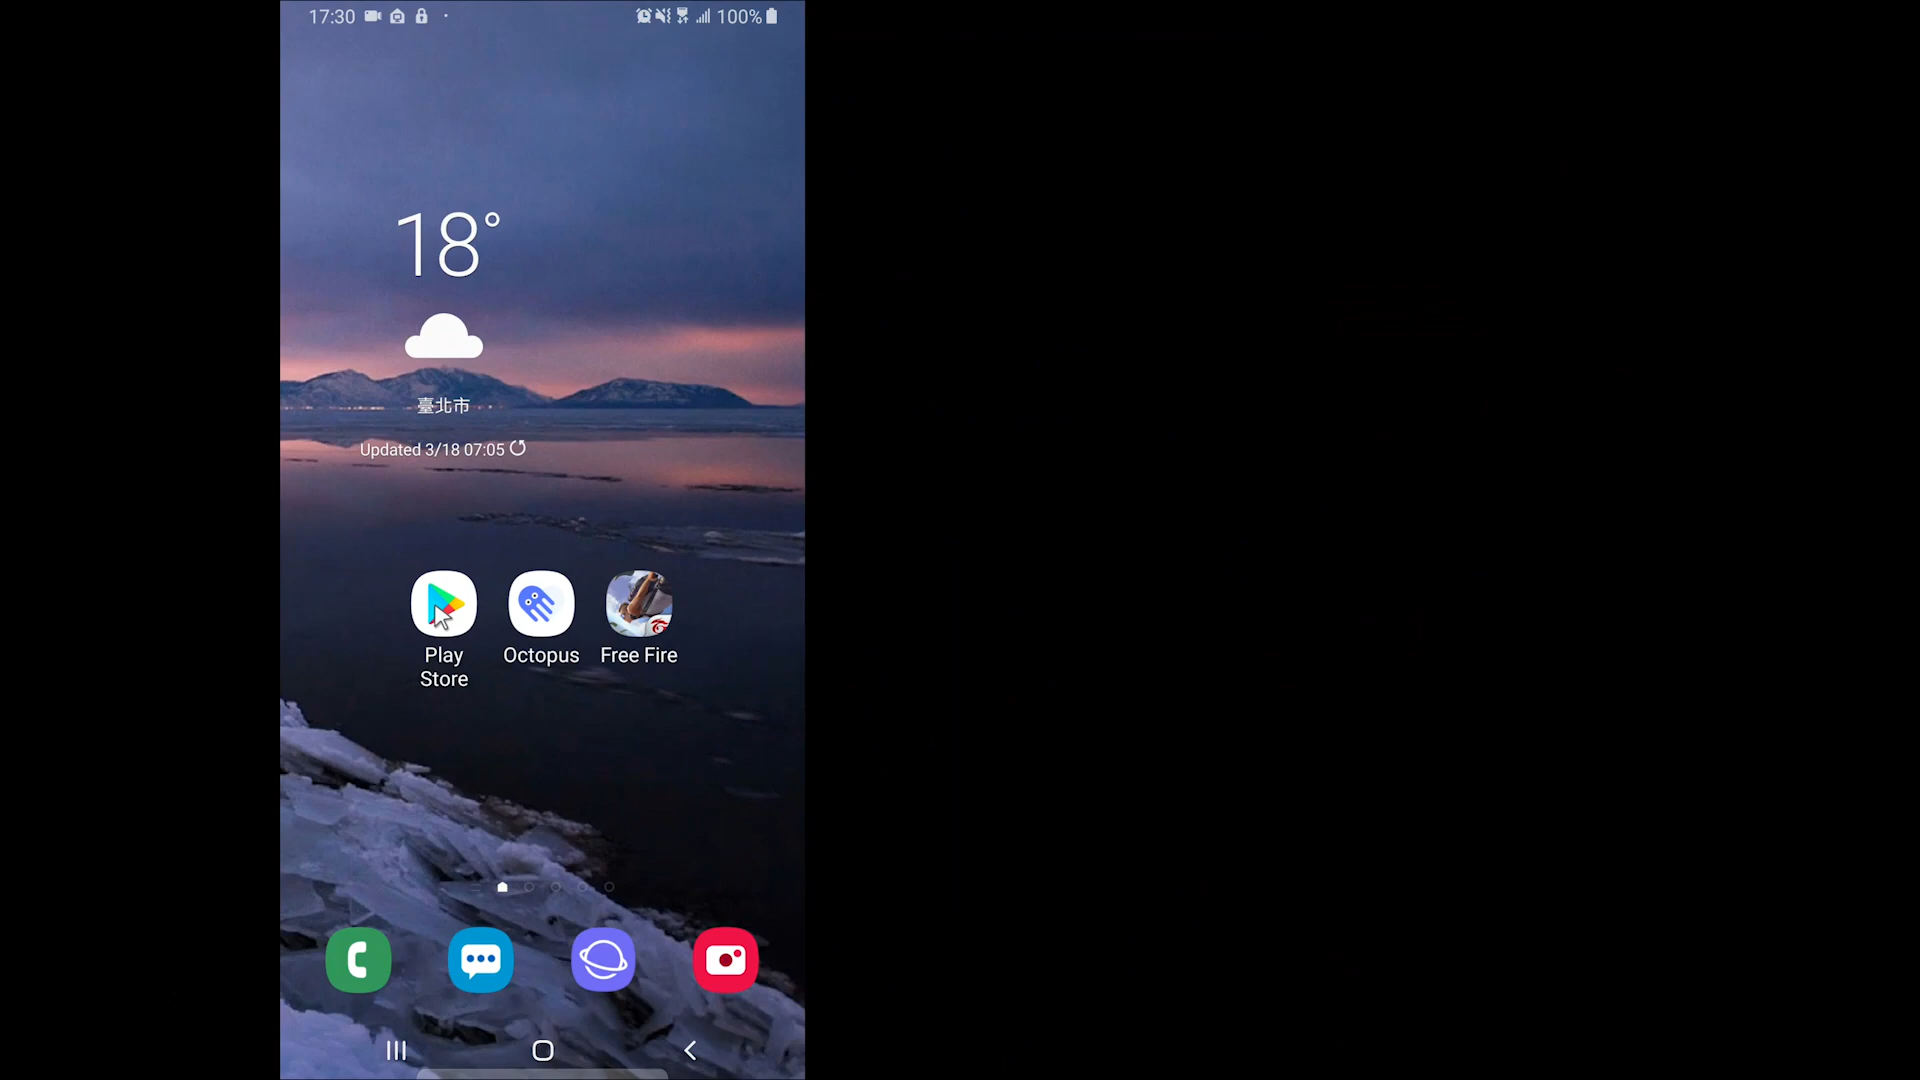 17:30
100%
18°
臺北市
Updated 3/18 07:05
Play Store
Octopus
Free Fire